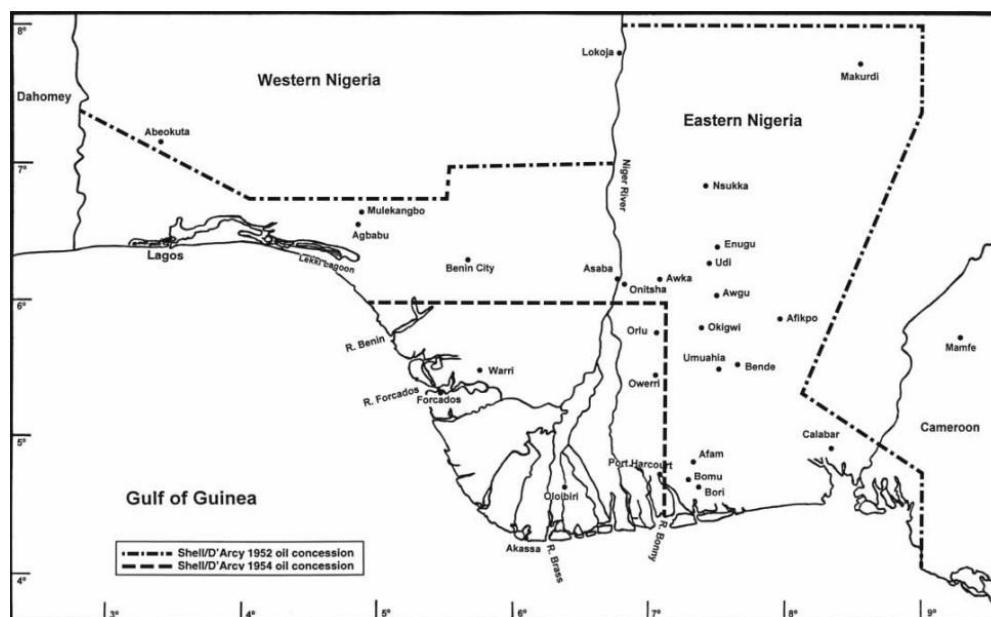 8°
Lokoja
Western Nigeria
Makurdi
Dahomey
Eastern Nigeria
Abeokuta
7°
Niger River
Nsukka
Mulekangbo
Agbabu
Enugu
Lagos
Lekki Lagoon
Benin City
Udi
Asaba
Awka
Onitsha
Awgu
6°
Afikpo
R. Benin
Orlu
Okigwi
Mamfe
Umuahia
Bende
Warri
Owerri
R. Forcados
Forcados
5°
Cameroon
Calabar
Afam
Port Harcourt
Bomu
Gulf of Guinea
Oloibiri
Bori
Akassa
R. Brass
R. Bonny
Shell/D'Arcy 1952 oil concession
Shell/D'Arcy 1954 oil concession
4°
3° 4° 5° 6° 7° 8° 9°